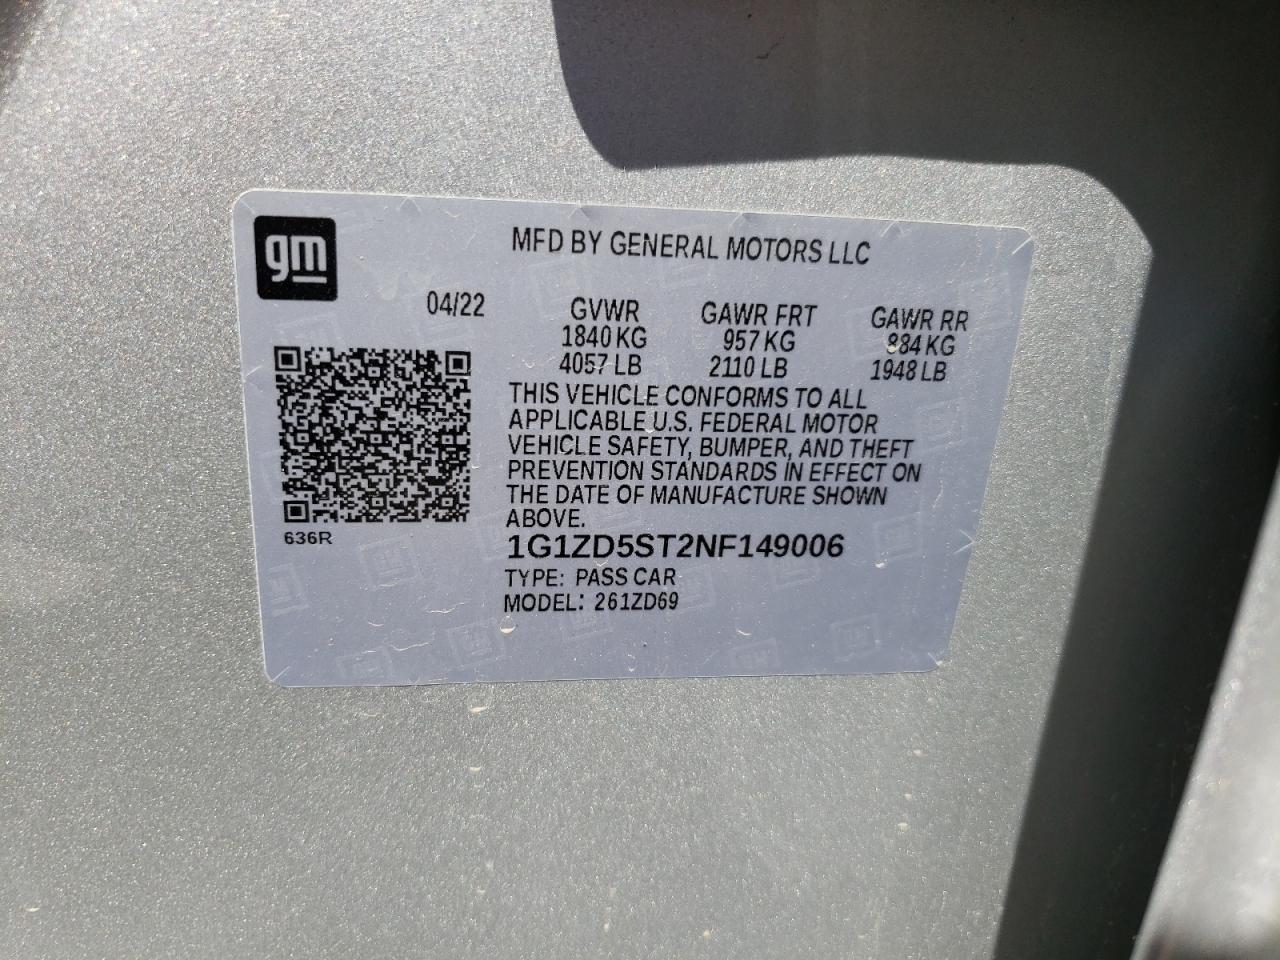 gm
MFD BY GENERAL MOTORS LLC
04/22 GVWR GAWR FRT GAWR RR
1840 KG 957 KG 884 KG
4057 LB 2110 LB 1948 LB
THIS VEHICLE CONFORMS TO ALL
APPLICABLE U.S. FEDERAL MOTOR
VEHICLE SAFETY, BUMPER, AND THEFT
PREVENTION STANDARDS IN EFFECT ON
THE DATE OF MANUFACTURE SHOWN
ABOVE.
636R
1G1ZD5ST2NF149006
TYPE: PASS CAR
MODEL: 261ZD69